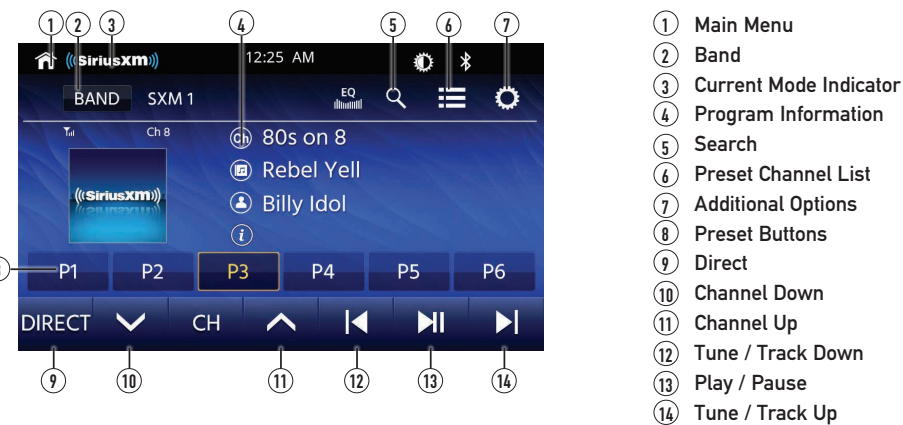 1 2 3 4 5 6 7
((SiriusXM)) 12:25 AM
BAND SXM 1 EQ
Ch 8
Ch 80s on 8
Rebel Yell
((SiriusXM))
Billy Idol
i
P1 P2 P3 P4 P5 P6
DIRECT CH
9 10 11 12 13 14
1 Main Menu
2 Band
3 Current Mode Indicator
4 Program Information
5 Search
6 Preset Channel List
7 Additional Options
8 Preset Buttons
9 Direct
10 Channel Down
11 Channel Up
12 Tune / Track Down
13 Play / Pause
14 Tune / Track Up